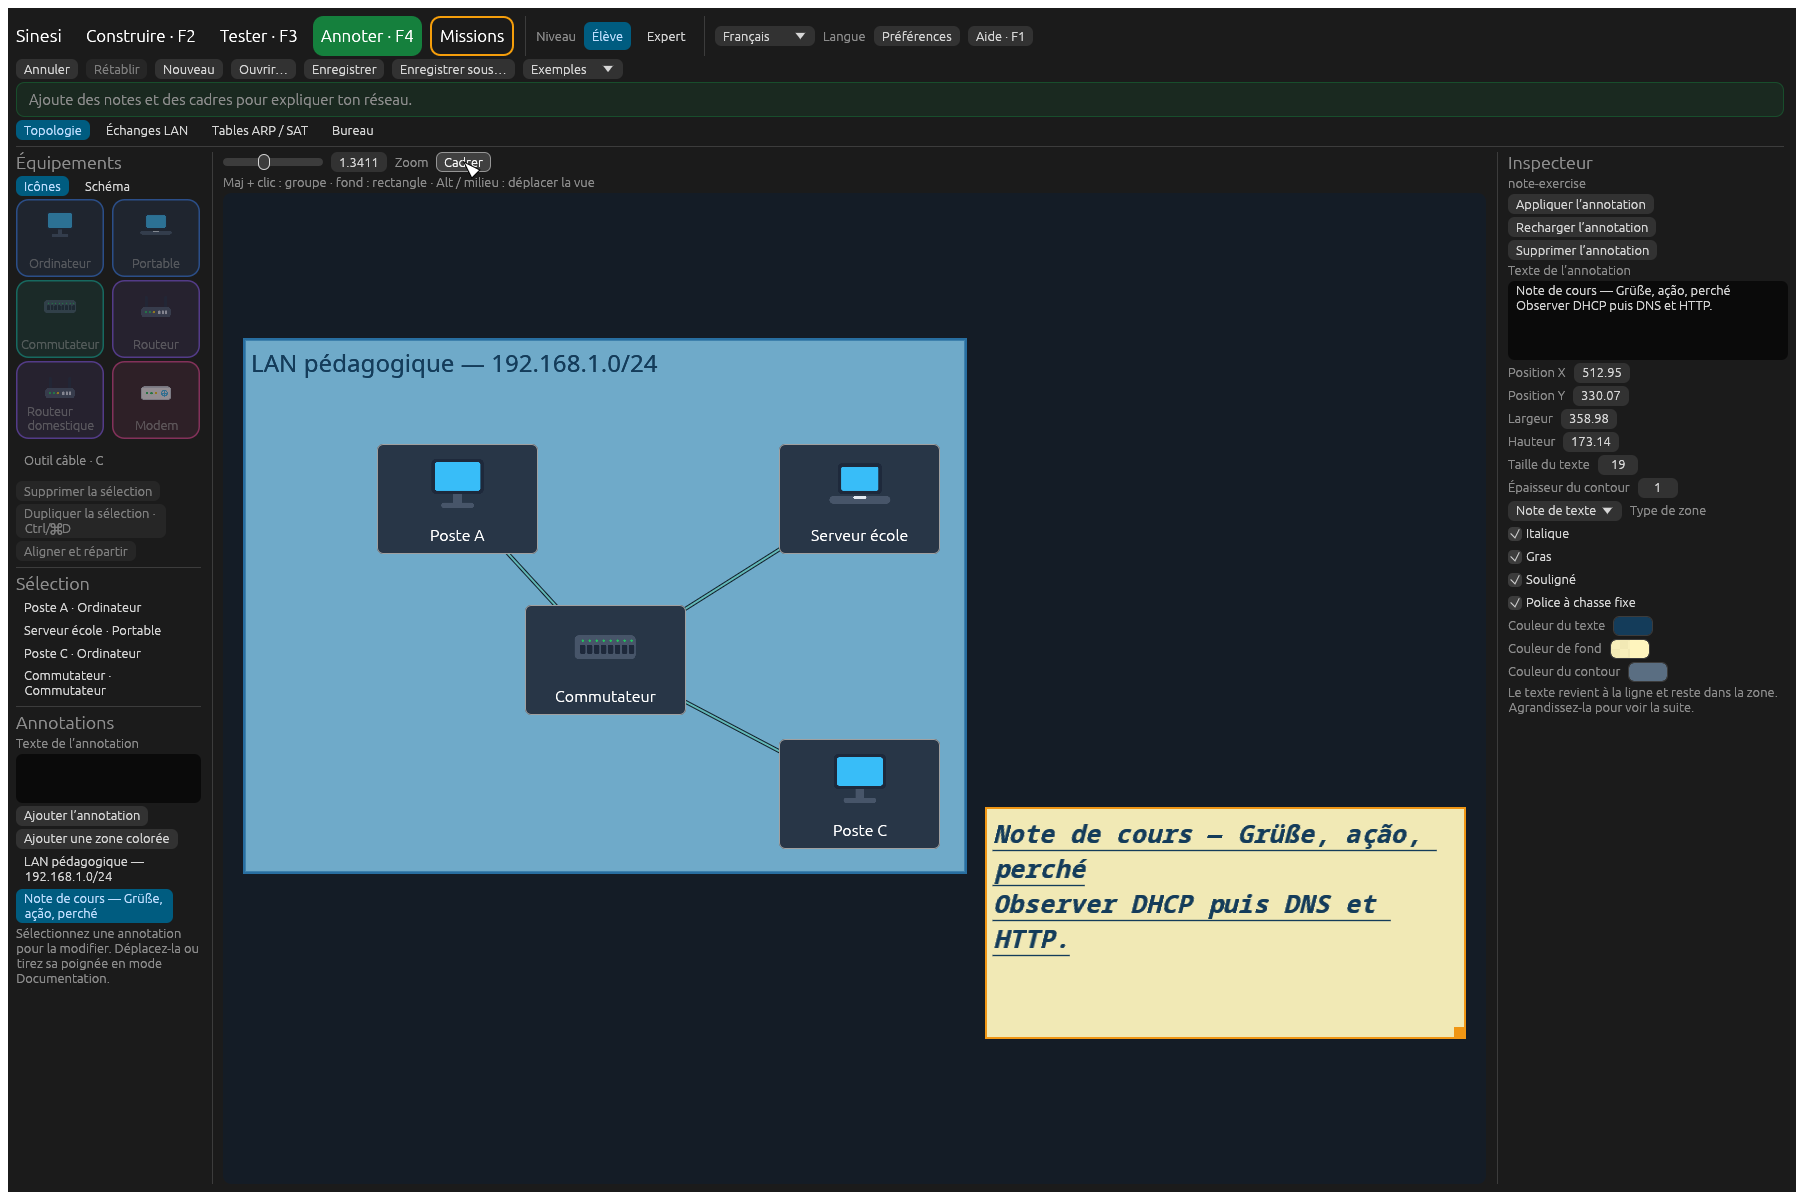 Sinesi Construire · F2 Tester · F3 Annoter · F4 Missions Niveau Élève Expert Français Langue Préférences Aide · F1
Annuler Rétablir Nouveau Ouvrir… Enregistrer Enregistrer sous… Exemples
Ajoute des notes et des cadres pour expliquer ton réseau.
Topologie Échanges LAN Tables ARP / SAT Bureau
Équipements
Icônes Schéma
Ordinateur Portable
Commutateur Routeur
Routeur
domestique Modem
Outil câble · C
Supprimer la sélection
Dupliquer la sélection ·
Ctrl/⌘D
Aligner et répartir
Sélection
Poste A · Ordinateur
Serveur école · Portable
Poste C · Ordinateur
Commutateur ·
Commutateur
Annotations
Texte de l’annotation
Ajouter l’annotation
Ajouter une zone colorée
LAN pédagogique —
192.168.1.0/24
Note de cours — Grüße,
ação, perché
Sélectionnez une annotation
pour la modifier. Déplacez-la ou
tirez sa poignée en mode
Documentation.
1.3411 Zoom Cadrer
Maj + clic : groupe · fond : rectangle · Alt / milieu : déplacer la vue
LAN pédagogique — 192.168.1.0/24
Poste A
Serveur école
Commutateur
Poste C
Note de cours — Grüße, ação,
perché
Observer DHCP puis DNS et
HTTP.
Inspecteur
note-exercise
Appliquer l’annotation
Recharger l’annotation
Supprimer l’annotation
Texte de l’annotation
Note de cours — Grüße, ação, perché
Observer DHCP puis DNS et HTTP.
Position X 512.95
Position Y 330.07
Largeur 358.98
Hauteur 173.14
Taille du texte 19
Épaisseur du contour 1
Note de texte Type de zone
Italique
Gras
Souligné
Police à chasse fixe
Couleur du texte
Couleur de fond
Couleur du contour
Le texte revient à la ligne et reste dans la zone.
Agrandissez-la pour voir la suite.